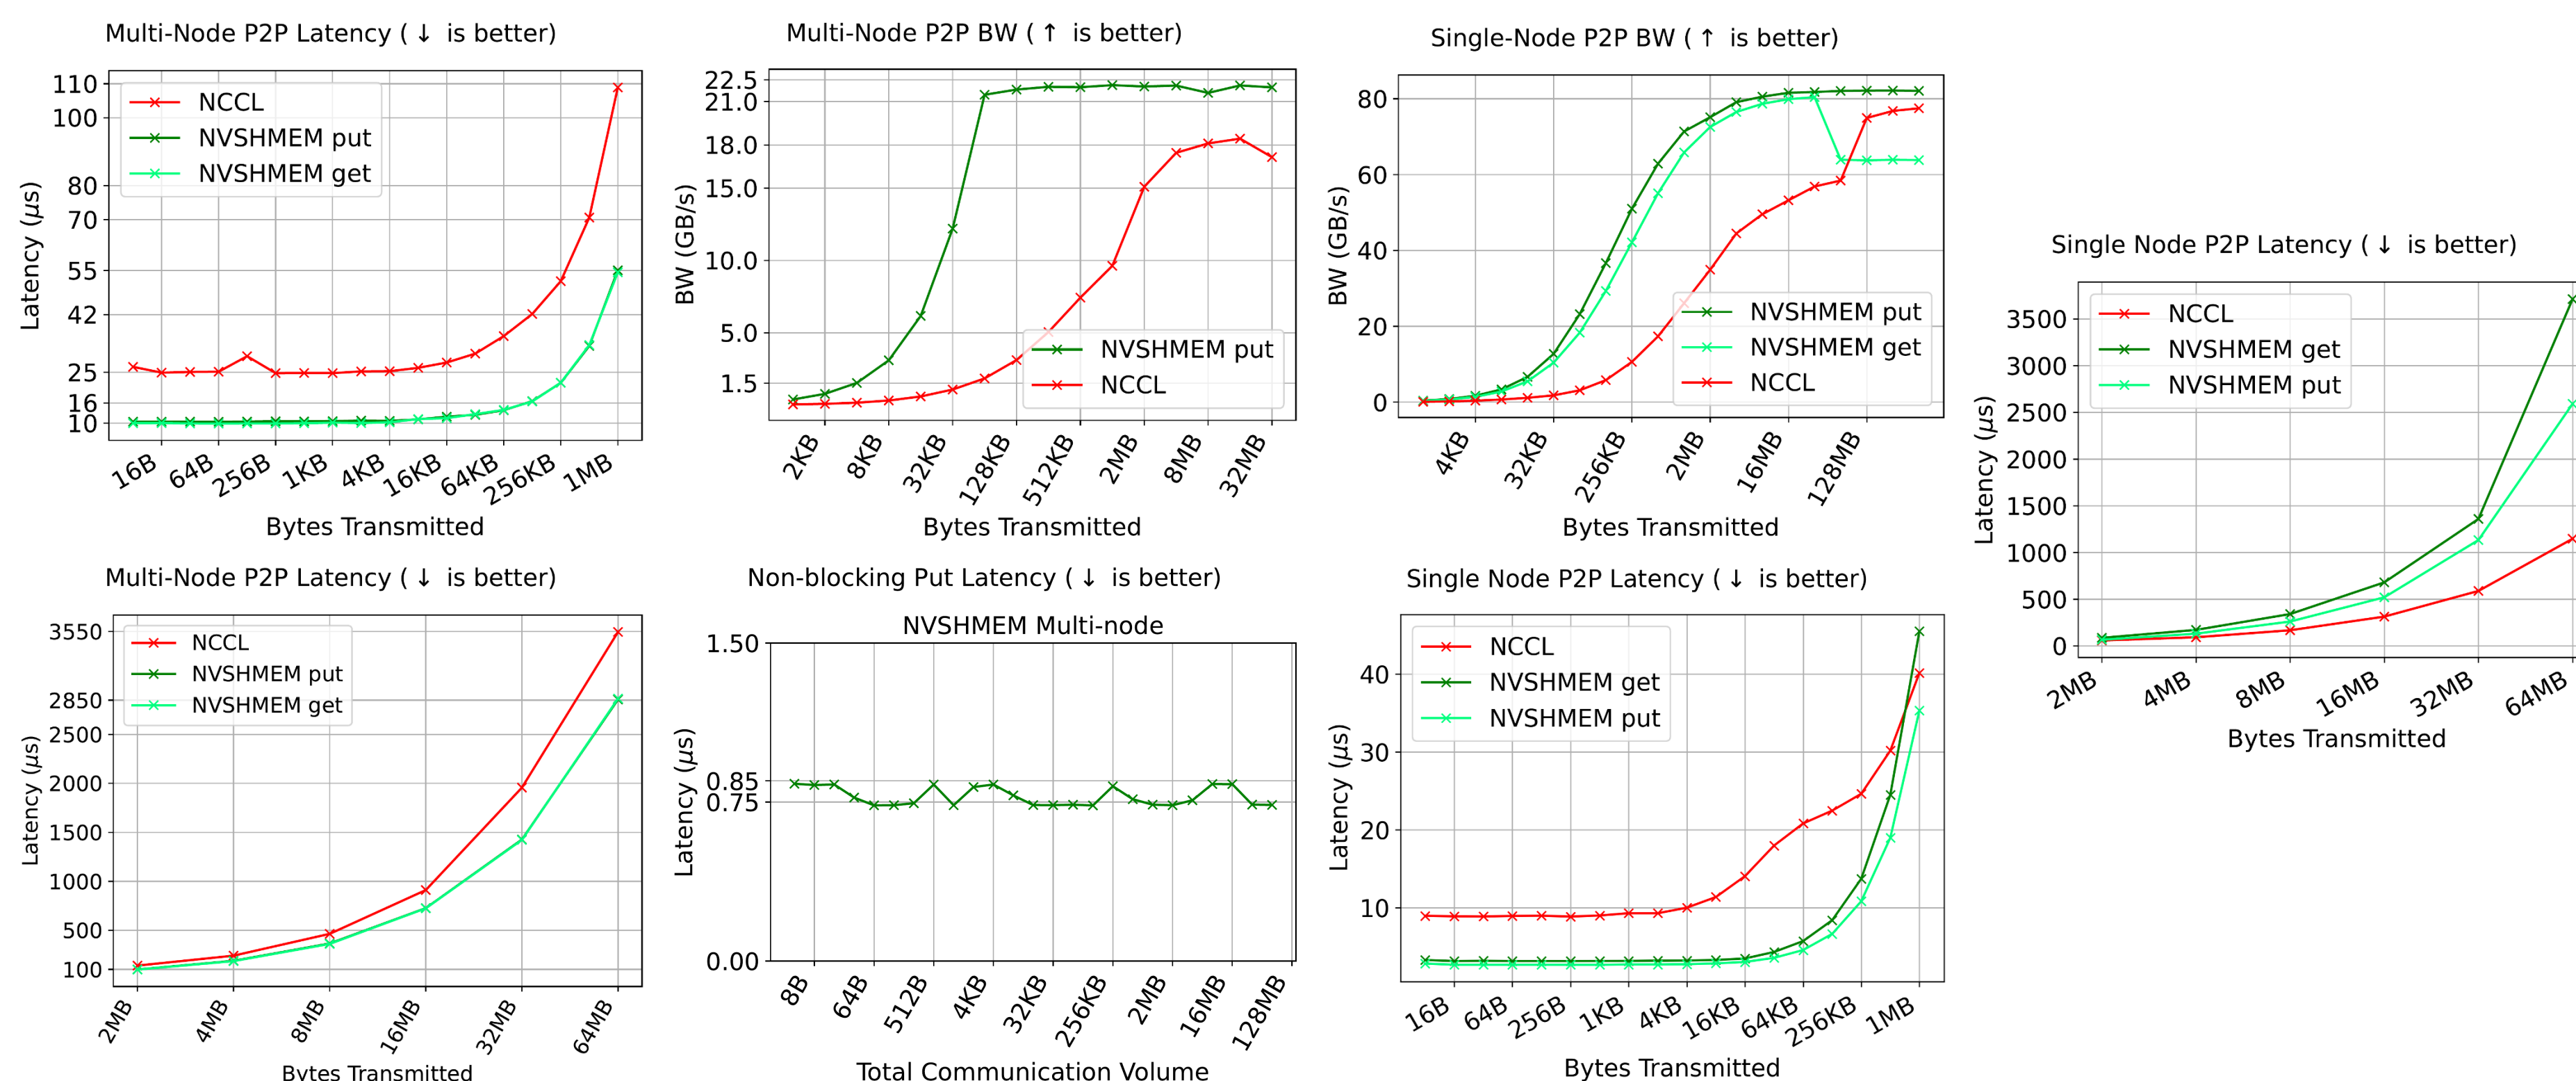 Multi-Node P2P Latency ( ↓ is better)
110
100
80
70
55
42
25
16
10
Latency (μs)
NCCL
NVSHMEM put
NVSHMEM get
16B
64B
256B
1KB
4KB
16KB
64KB
256KB
1MB
Bytes Transmitted
Multi-Node P2P BW ( ↑ is better)
22.5
21.0
18.0
15.0
10.0
5.0
1.5
BW (GB/s)
NVSHMEM put
NCCL
2KB
8KB
32KB
128KB
512KB
2MB
8MB
32MB
Bytes Transmitted
Single-Node P2P BW ( ↑ is better)
80
60
40
20
0
BW (GB/s)
NVSHMEM put
NVSHMEM get
NCCL
4KB
32KB
256KB
2MB
16MB
128MB
Bytes Transmitted
Single Node P2P Latency ( ↓ is better)
3500
3000
2500
2000
1500
1000
500
0
Latency (μs)
NCCL
NVSHMEM get
NVSHMEM put
2MB
4MB
8MB
16MB
32MB
64MB
Bytes Transmitted
Multi-Node P2P Latency ( ↓ is better)
3550
2850
2500
2000
1500
1000
500
100
Latency (μs)
NCCL
NVSHMEM put
NVSHMEM get
2MB
4MB
8MB
16MB
32MB
64MB
Bytes Transmitted
Non-blocking Put Latency ( ↓ is better)
NVSHMEM Multi-node
1.50
0.85
0.75
0.00
Latency (μs)
8B
64B
512B
4KB
32KB
256KB
2MB
16MB
128MB
Total Communication Volume
Single Node P2P Latency ( ↓ is better)
40
30
20
10
Latency (μs)
NCCL
NVSHMEM get
NVSHMEM put
16B
64B
256B
1KB
4KB
16KB
64KB
256KB
1MB
Bytes Transmitted